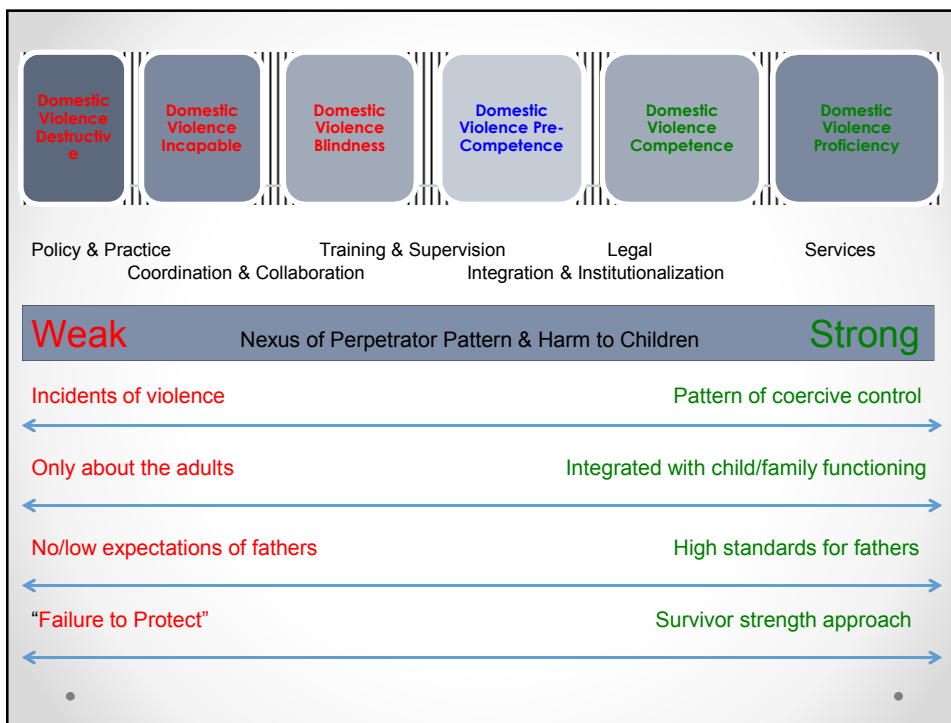 Domestic
Violence
Destructiv
e
Domestic
Violence
Incapable
Domestic
Violence
Blindness
Domestic
Violence Pre-
Competence
Domestic
Violence
Competence
Domestic
Violence
Proficiency
Policy & Practice Training & Supervision Legal Services
Coordination & Collaboration Integration & Institutionalization
Weak Nexus of Perpetrator Pattern & Harm to Children Strong
Incidents of violence Pattern of coercive control
Only about the adults Integrated with child/family functioning
No/low expectations of fathers High standards for fathers
“Failure to Protect” Survivor strength approach